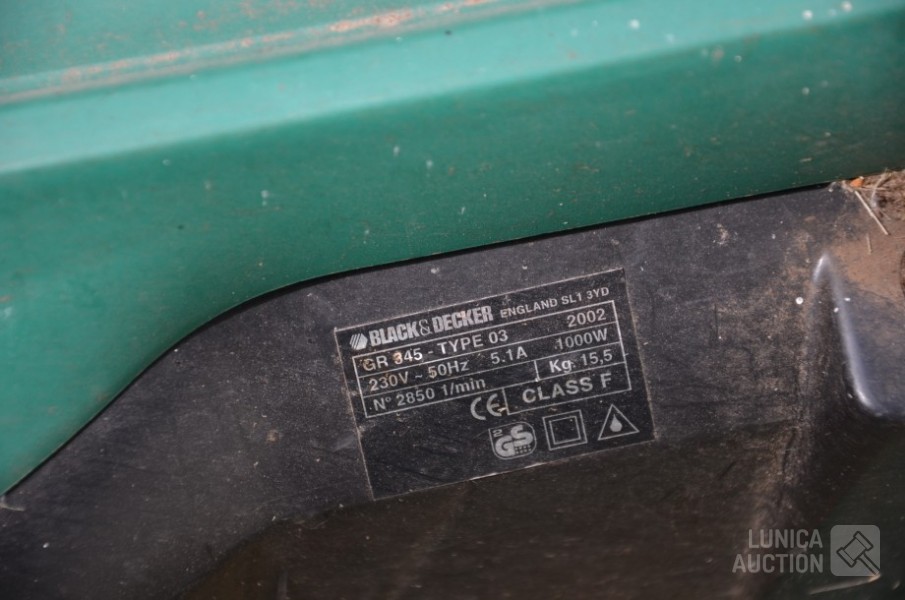 BLACK&DECKER ENGLAND SL1 3YD
GR 345 - TYPE 03 2002
230V ~ 50Hz 5.1A 1000W
N° 2850 1/min Kg. 15,5
CE CLASS F
2 GS
LUNICA
AUCTION